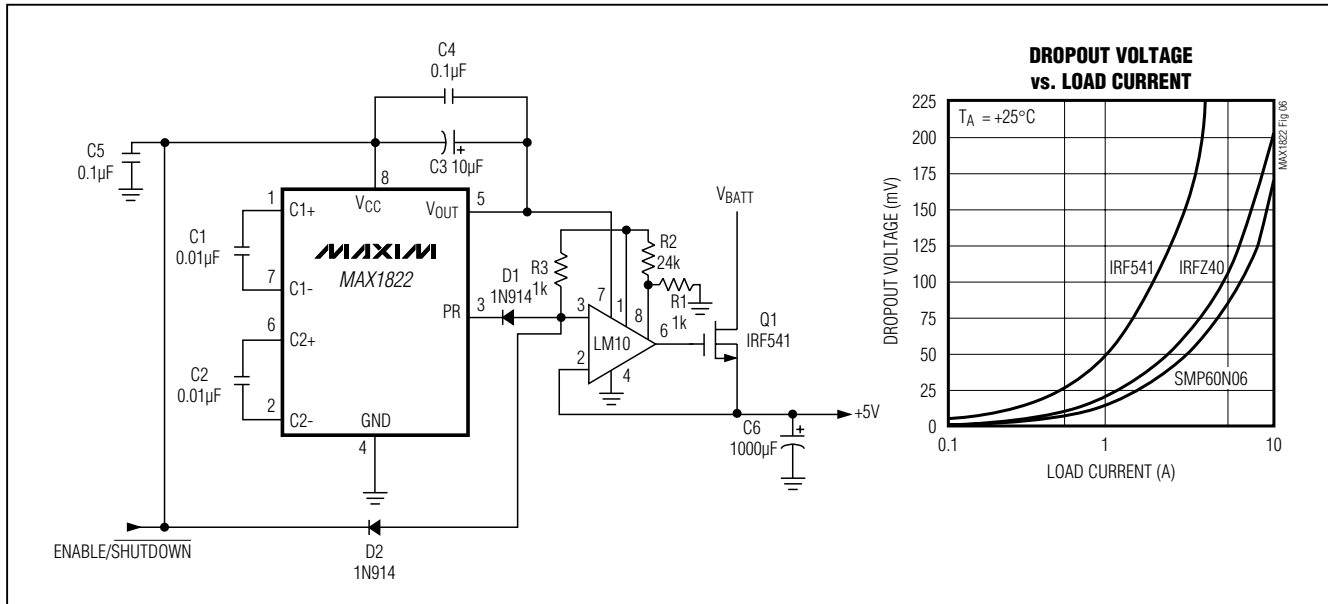 C4
0.1µF
C5
0.1µF
C3 10µF
+
8
1
C1+
VCC
VOUT
5
C1
0.01µF
MAXIM
MAX1822
7
C1-
PR
3
D1
1N914
R3
1k
R2
24k
R1
1k
7
1
8
3
LM10
6
2
4
VBATT
Q1
IRF541
6
C2+
C2
0.01µF
2
C2-
GND
4
+5V
C6
1000µF
+
ENABLE/SHUTDOWN
D2
1N914
DROPOUT VOLTAGE
vs. LOAD CURRENT
TA = +25°C
MAX1822 Fig 06
DROPOUT VOLTAGE (mV)
225
200
175
150
125
100
75
50
25
0
IRF541
IRFZ40
SMP60N06
0.1
1
10
LOAD CURRENT (A)